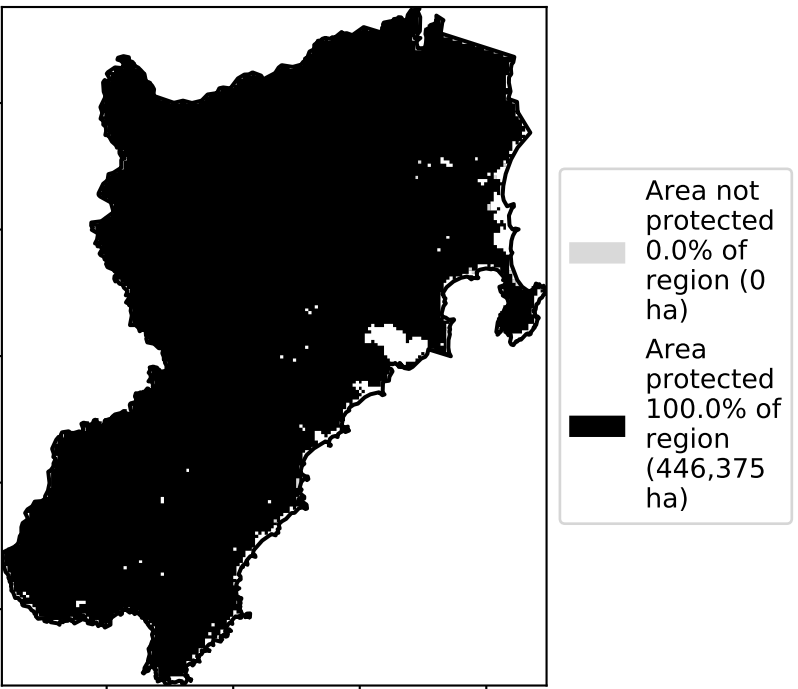 Area not
protected
0.0% of
region (0
ha)
Area
protected
100.0% of
region
(446,375
ha)